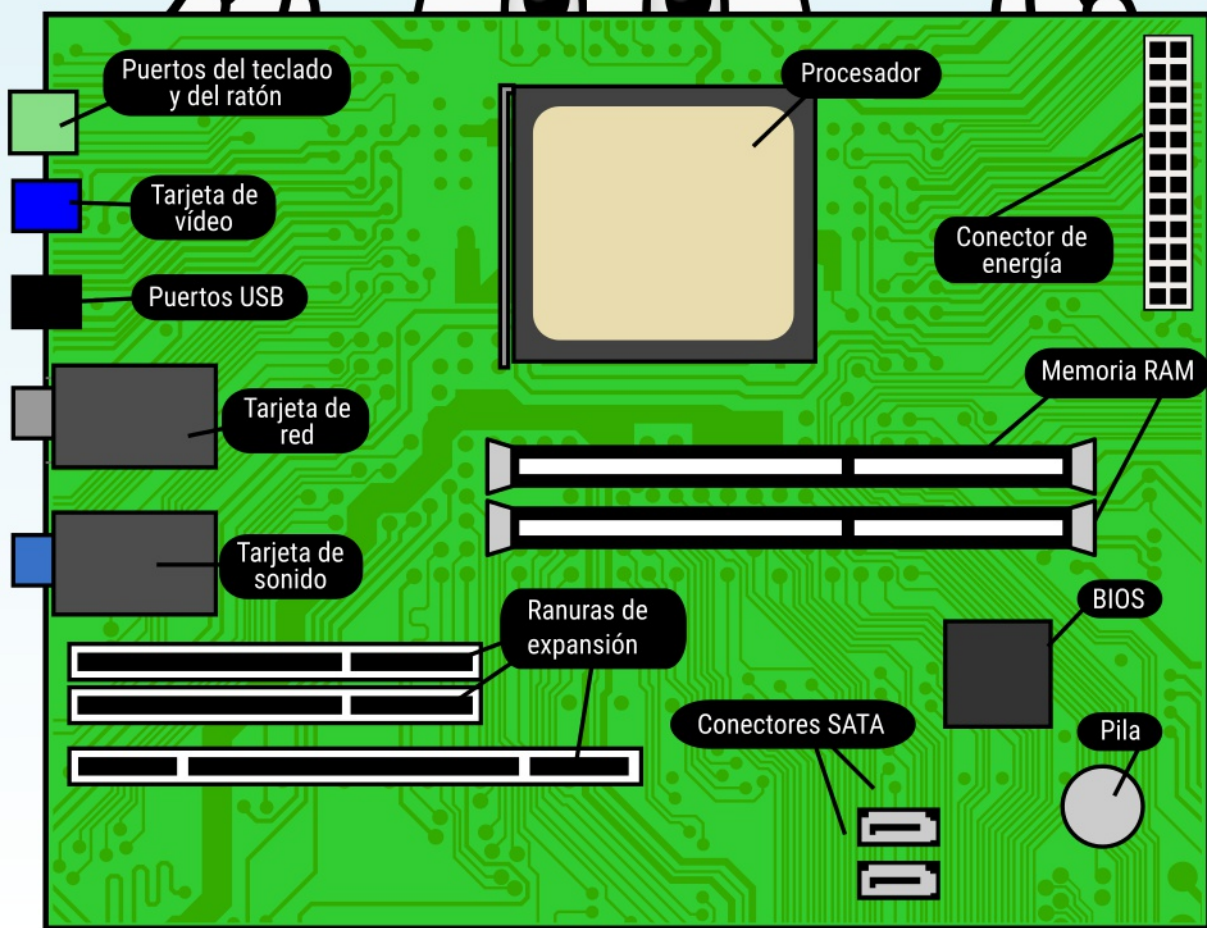 Puertos del teclado
y del ratón
Procesador
Tarjeta de
vídeo
Conector de
energía
Puertos USB
Memoria RAM
Tarjeta de
red
Tarjeta de
sonido
Ranuras de
expansión
BIOS
Conectores SATA
Pila